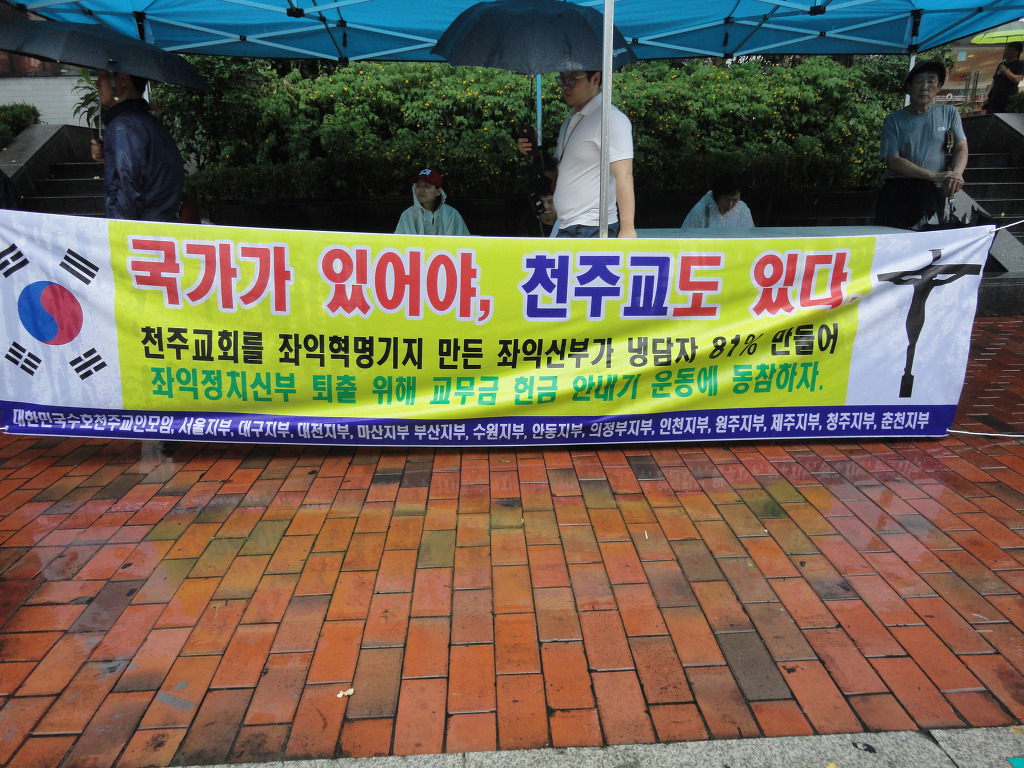 국가가 있어야, 천주교도 있다.
천주교회를 좌익혁명기지 만든 좌익신부가 냉담자 81% 만들어
좌익정치신부 퇴출 위해 교무금 헌금 안내기 운동에 동참하자.
대한민국수호천주교인모임, 서울지부, 대구지부, 대전지부, 마산지부 부산지부, 수원지부, 안동지부, 의정부지부, 인천지부, 원주지부, 제주지부, 청주지부, 춘천지부